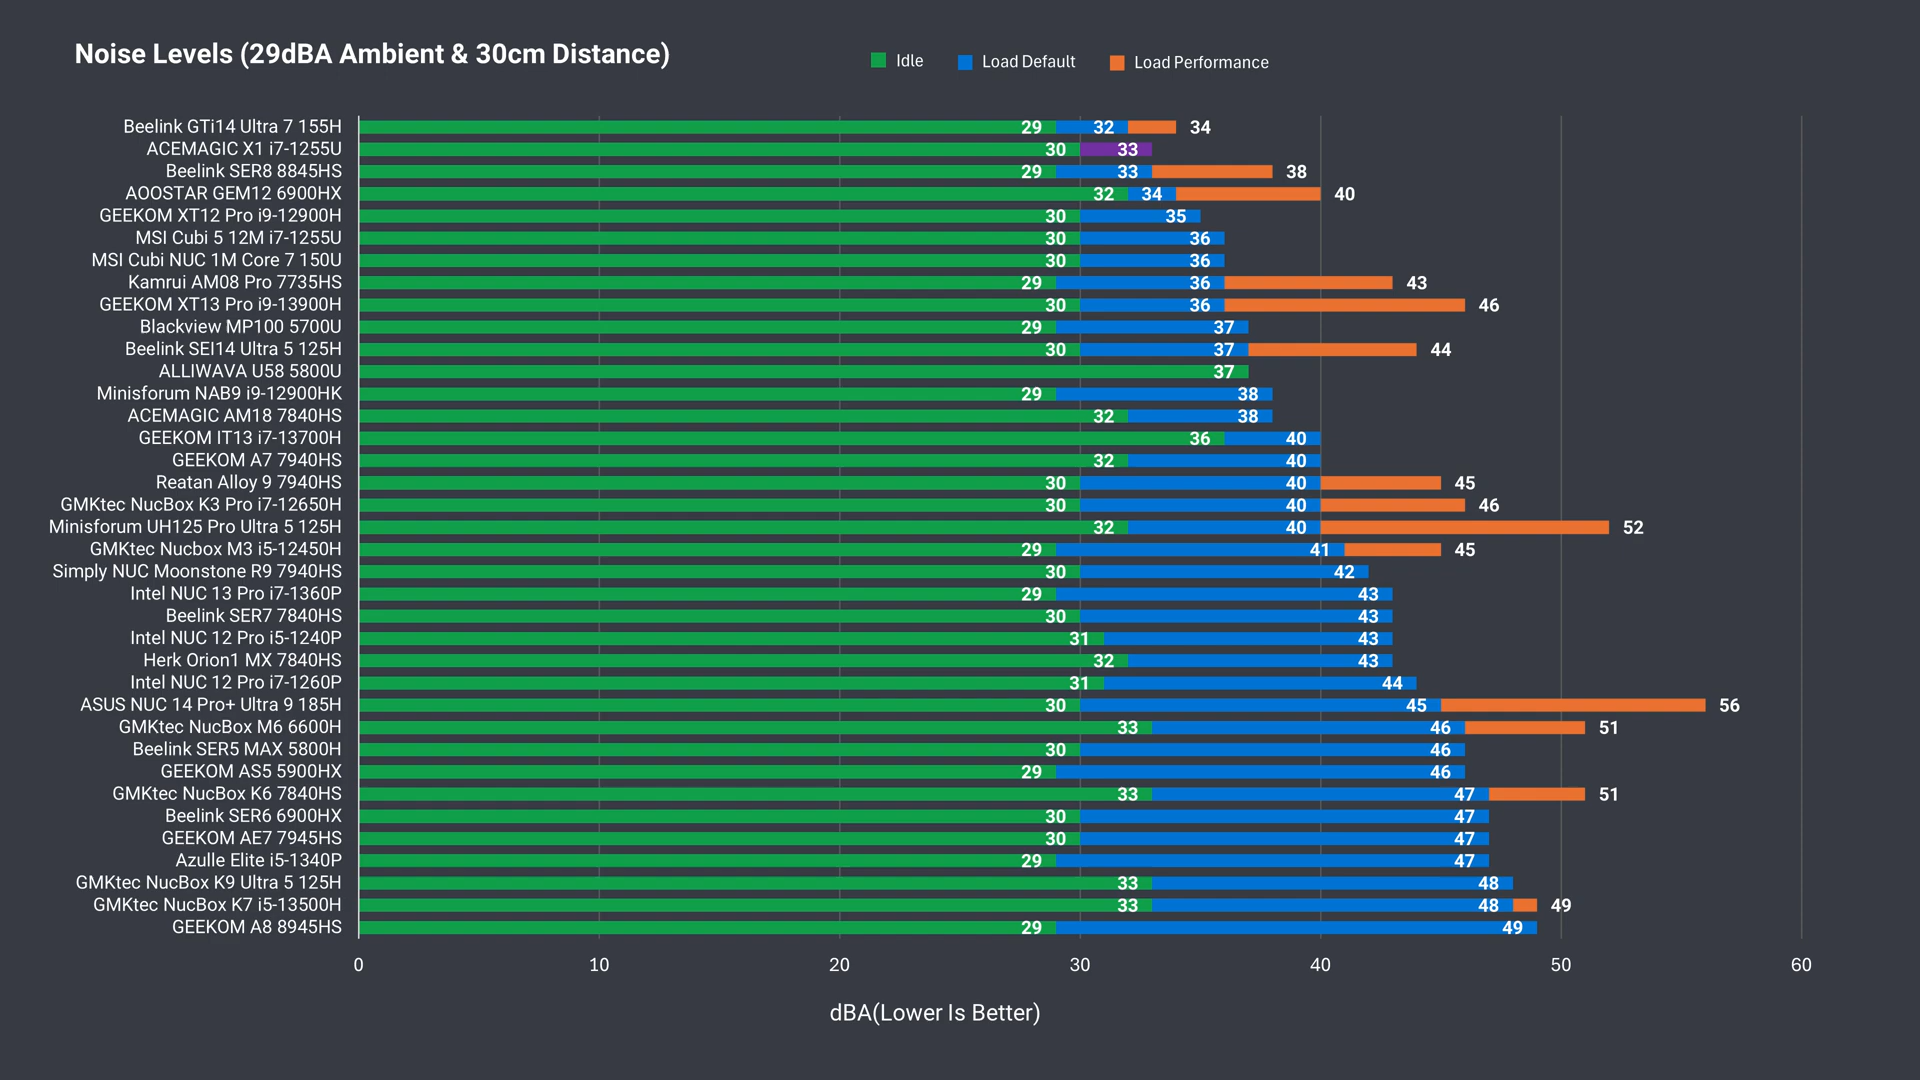 Noise Levels (29dBA Ambient & 30cm Distance)
Idle Load Default Load Performance
Beelink GTi14 Ultra 7 155H 29 32 34
ACEMAGIC X1 i7-1255U 30 33
Beelink SER8 8845HS 29 33 38
AOOSTAR GEM12 6900HX 32 34 40
GEEKOM XT12 Pro i9-12900H 30 35
MSI Cubi 5 12M i7-1255U 30 36
MSI Cubi NUC 1M Core 7 150U 30 36
Kamrui AM08 Pro 7735HS 29 36 43
GEEKOM XT13 Pro i9-13900H 30 36 46
Blackview MP100 5700U 29 37
Beelink SEI14 Ultra 5 125H 30 37 44
ALLIWAVA U58 5800U 37
Minisforum NAB9 i9-12900HK 29 38
ACEMAGIC AM18 7840HS 32 38
GEEKOM IT13 i7-13700H 36 40
GEEKOM A7 7940HS 32 40
Reatan Alloy 9 7940HS 30 40 45
GMKtec NucBox K3 Pro i7-12650H 30 40 46
Minisforum UH125 Pro Ultra 5 125H 32 40 52
GMKtec Nucbox M3 i5-12450H 29 41 45
Simply NUC Moonstone R9 7940HS 30 42
Intel NUC 13 Pro i7-1360P 29 43
Beelink SER7 7840HS 30 43
Intel NUC 12 Pro i5-1240P 31 43
Herk Orion1 MX 7840HS 32 43
Intel NUC 12 Pro i7-1260P 31 44
ASUS NUC 14 Pro+ Ultra 9 185H 30 45 56
GMKtec NucBox M6 6600H 33 46 51
Beelink SER5 MAX 5800H 30 46
GEEKOM AS5 5900HX 29 46
GMKtec NucBox K6 7840HS 33 47 51
Beelink SER6 6900HX 30 47
GEEKOM AE7 7945HS 30 47
Azulle Elite i5-1340P 29 47
GMKtec NucBox K9 Ultra 5 125H 33 48
GMKtec NucBox K7 i5-13500H 33 48 49
GEEKOM A8 8945HS 29 49
0 10 20 30 40 50 60
dBA(Lower Is Better)